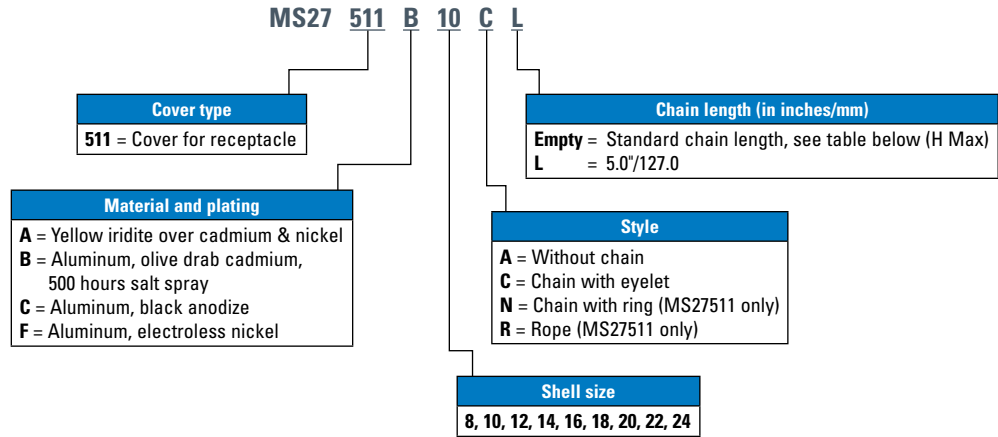 MS27 511 B 10 C L
Cover type
511 = Cover for receptacle
Chain length (in inches/mm)
Empty = Standard chain length, see table below (H Max)
L = 5.0"/127.0
Material and plating
A = Yellow iridite over cadmium & nickel
B = Aluminum, olive drab cadmium,
500 hours salt spray
C = Aluminum, black anodize
F = Aluminum, electroless nickel
Style
A = Without chain
C = Chain with eyelet
N = Chain with ring (MS27511 only)
R = Rope (MS27511 only)
Shell size
8, 10, 12, 14, 16, 18, 20, 22, 24